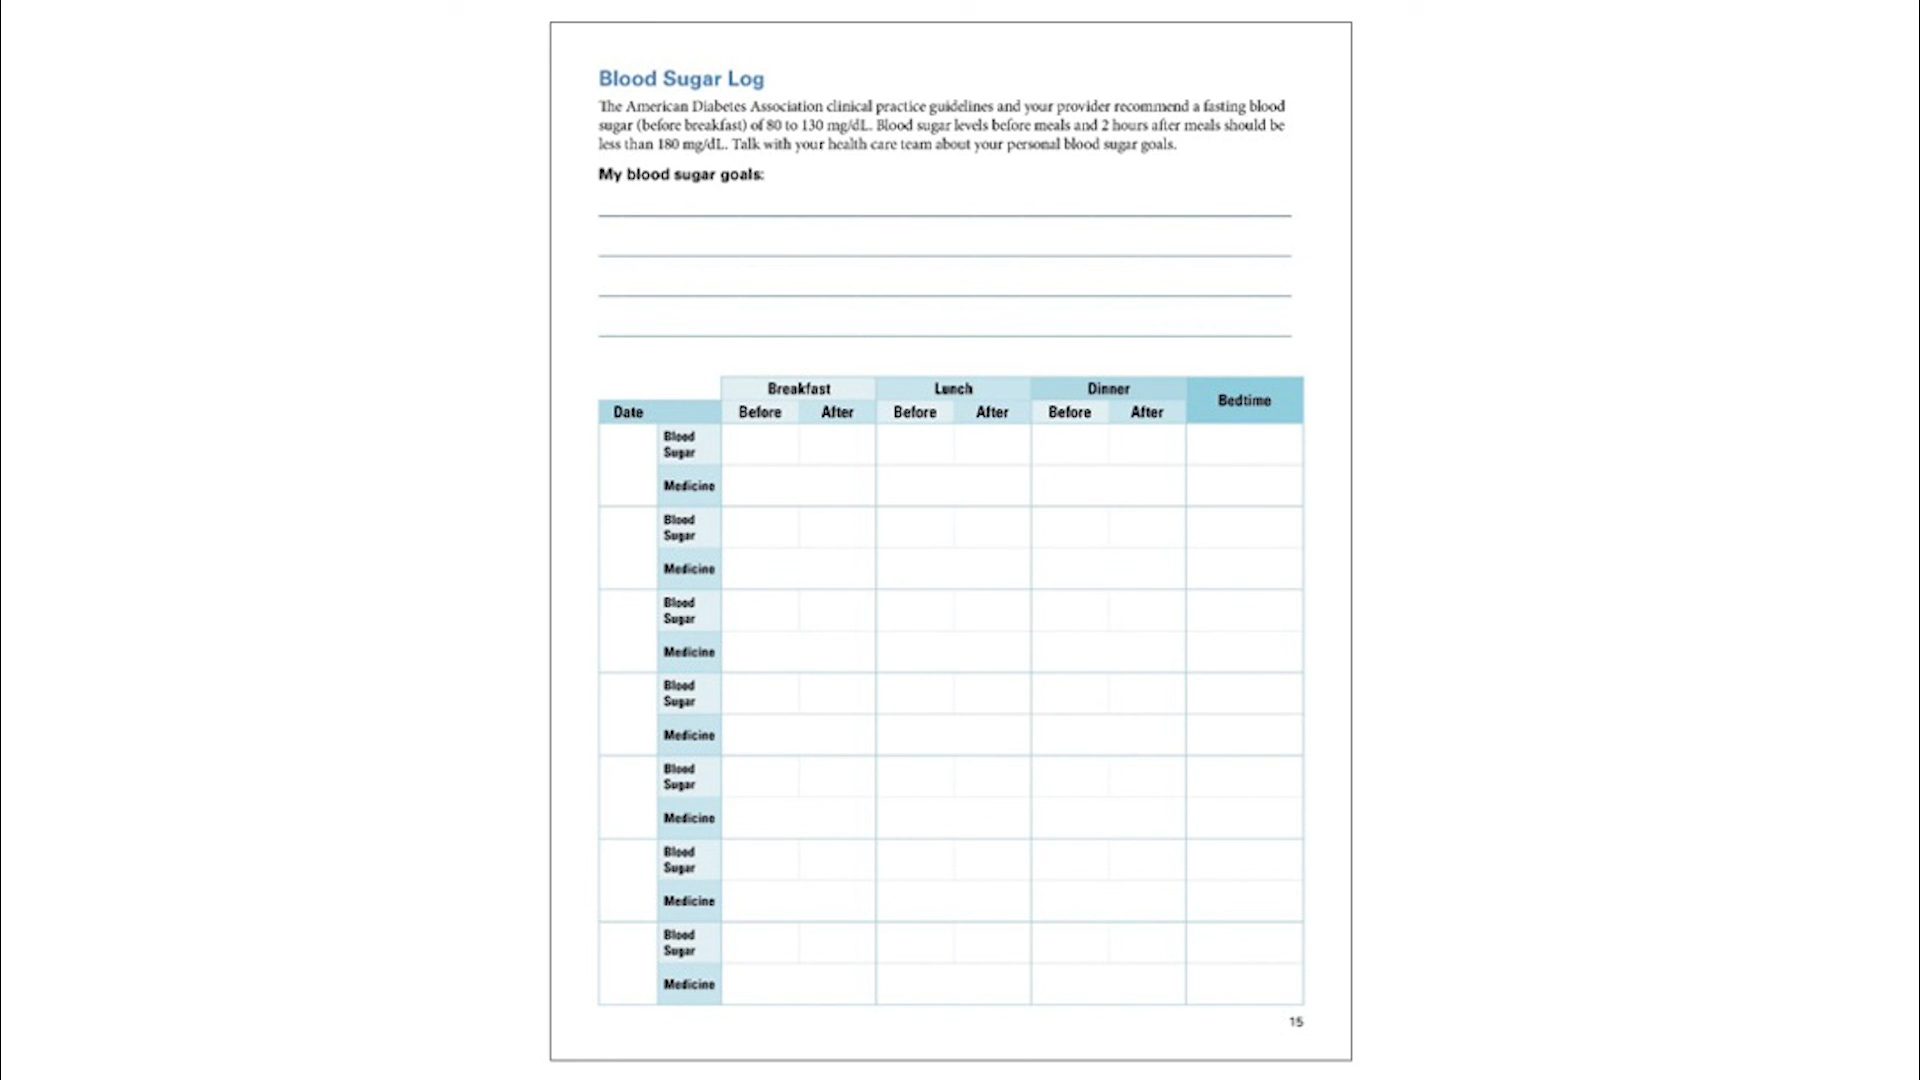 Blood Sugar Log
The American Diabetes Association clinical practice guidelines and your provider recommend a fasting blood
sugar (before breakfast) of 80 to 130 mg/dL. Blood sugar levels before meals and 2 hours after meals should be
less than 180 mg/dL. Talk with your health care team about your personal blood sugar goals.
My blood sugar goals:
Breakfast Lunch Dinner Bedtime
Date Before After Before After Before After
Blood
Sugar
Medicine
Blood
Sugar
Medicine
Blood
Sugar
Medicine
Blood
Sugar
Medicine
Blood
Sugar
Medicine
Blood
Sugar
Medicine
Blood
Sugar
Medicine
15